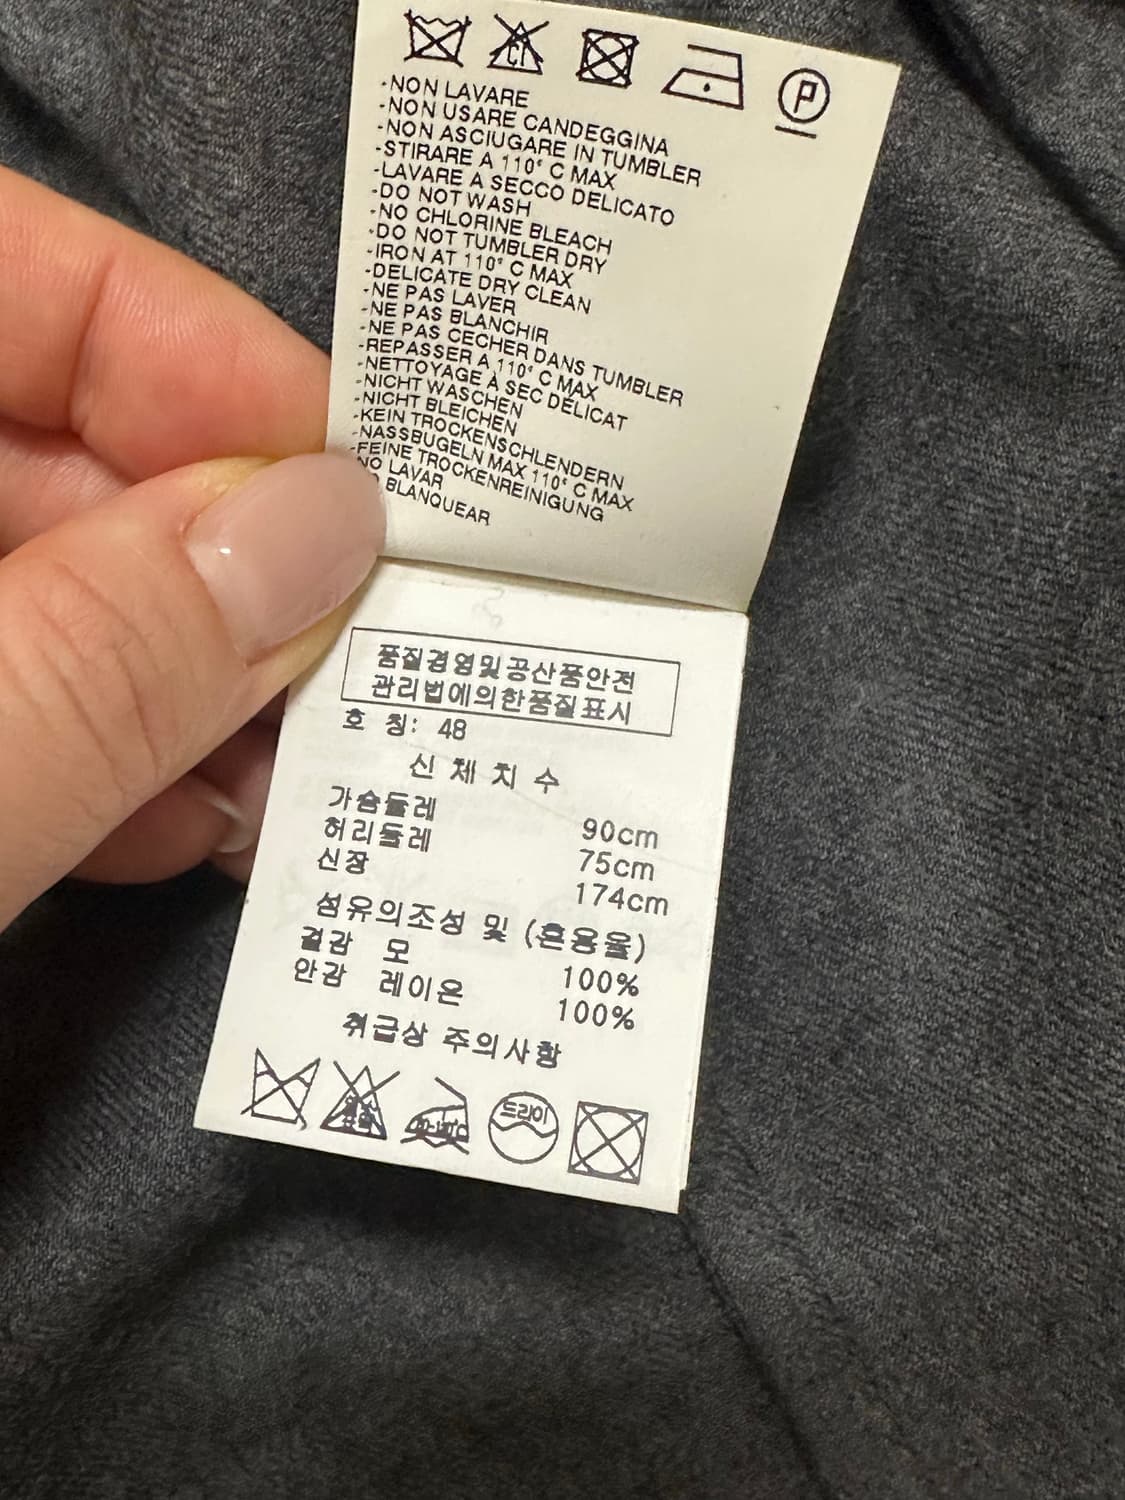 CL
P
-NON LAVARE
-NON USARE CANDEGGINA
-NON ASCIUGARE IN TUMBLER
-STIRARE A 110° C MAX
-LAVARE A SECCO DELICATO
-DO NOT WASH
-NO CHLORINE BLEACH
-DO NOT TUMBLER DRY
-IRON AT 110° C MAX
-DELICATE DRY CLEAN
-NE PAS LAVER
-NE PAS BLANCHIR
-NE PAS CECHER DANS TUMBLER
-REPASSER A 110° C MAX
-NETTOYAGE À SEC DÉLICAT
-NICHT WASCHEN
-NICHT BLEICHEN
-KEIN TROCKENSCHLENDERN
-NASSBUGELN MAX 110° C MAX
-FEINE TROCKENREINIGUNG
NO LAVAR
BLANQUEAR
품질경영및공산품안전
관리법에의한품질표시
호 칭: 48
신체치수
가슴둘레 90cm
허리둘레 75cm
신장 174cm
섬유의조성 및 (혼용율)
겉감 모 100%
안감 레이온 100%
취급상 주의사항
드라이